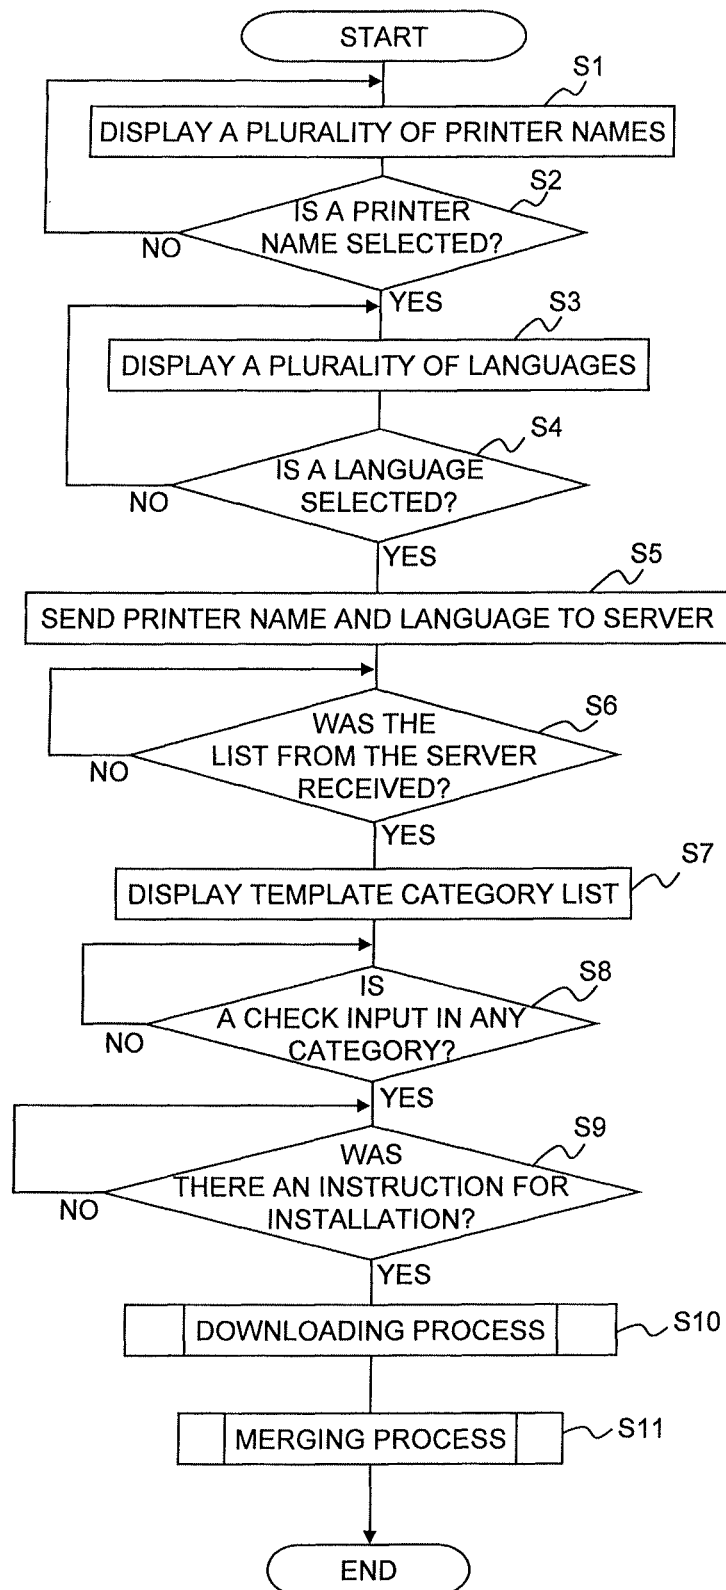 START
S1
DISPLAY A PLURALITY OF PRINTER NAMES
S2
IS A PRINTER
NAME SELECTED?
NO
YES
S3
DISPLAY A PLURALITY OF LANGUAGES
S4
IS A LANGUAGE
SELECTED?
NO
YES
S5
SEND PRINTER NAME AND LANGUAGE TO SERVER
S6
WAS THE
LIST FROM THE SERVER
RECEIVED?
NO
YES
S7
DISPLAY TEMPLATE CATEGORY LIST
S8
IS
A CHECK INPUT IN ANY
CATEGORY?
NO
YES
S9
WAS
THERE AN INSTRUCTION FOR
INSTALLATION?
NO
YES
DOWNLOADING PROCESS
S10
MERGING PROCESS
S11
END